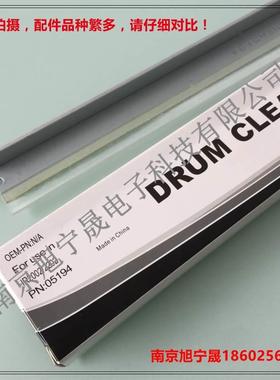 拍，配件品种繁多，请仔细对比！
南京旭宁晟电子科技有限公司
DRUM CLEA
OEM-PN:N/A
For use in
Made in China
PN:05194
南京旭宁晟1860256